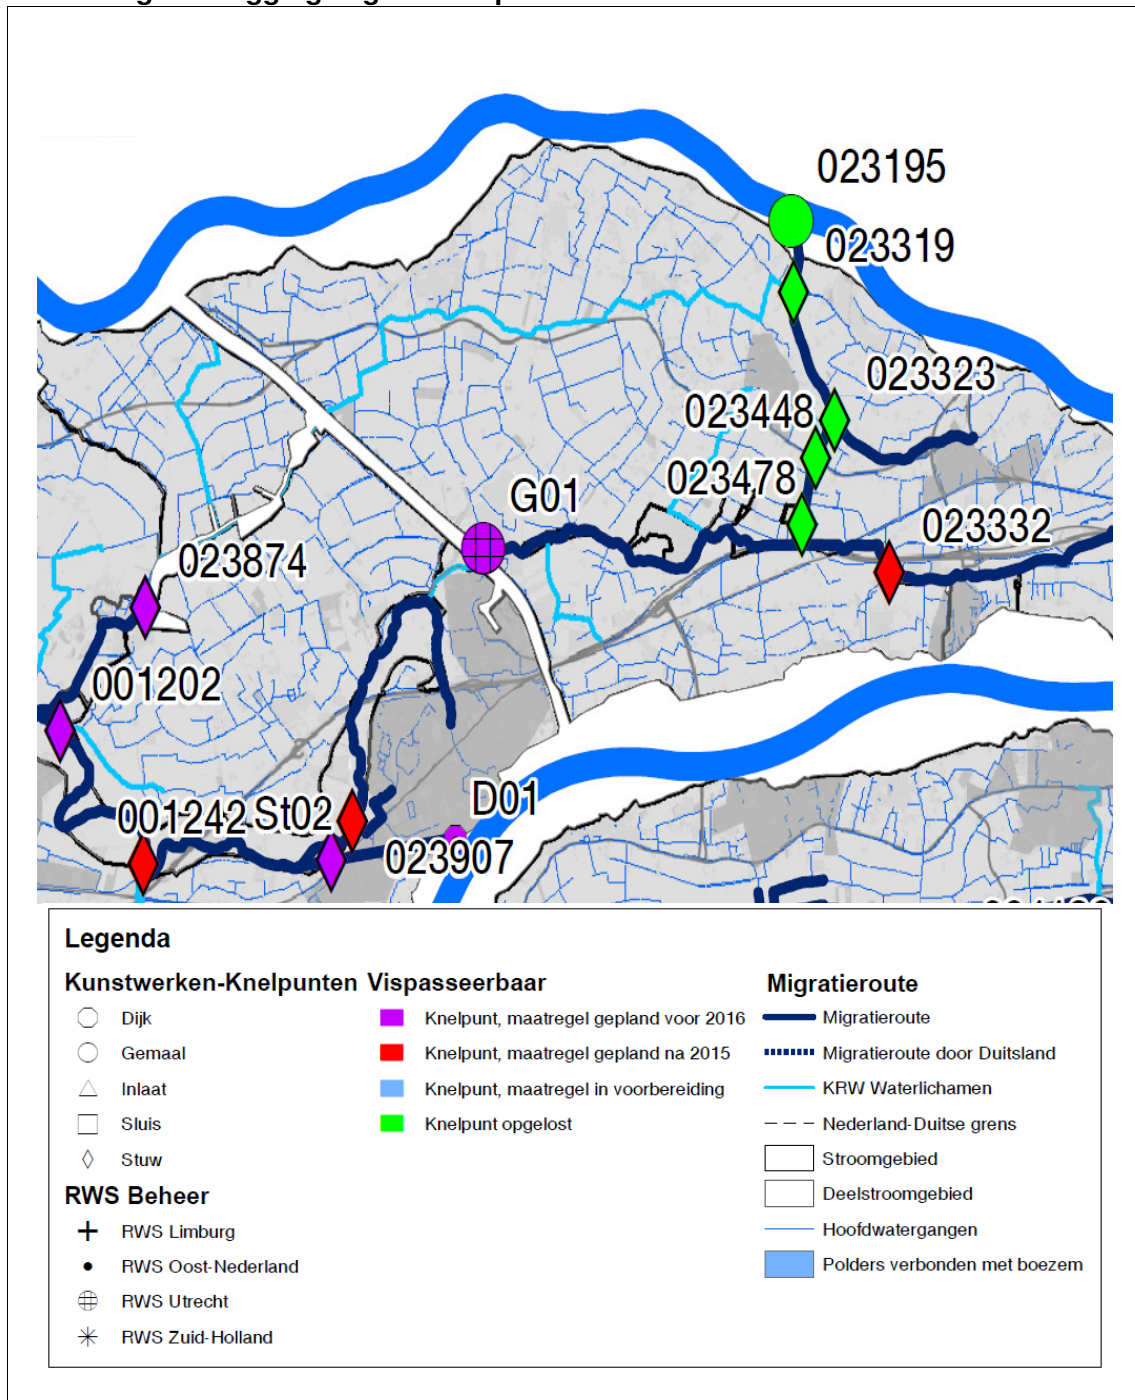 023195
023319
023323
023448
023478
G01
023332
023874
001202
D01
001242 St02
023907
Legenda
Kunstwerken-Knelpunten
Dijk
Gemaal
Inlaat
Sluis
Stuw
RWS Beheer
RWS Limburg
RWS Oost-Nederland
RWS Utrecht
RWS Zuid-Holland
Vispasseerbaar
Knelpunt, maatregel gepland voor 2016
Knelpunt, maatregel gepland na 2015
Knelpunt, maatregel in voorbereiding
Knelpunt opgelost
Migratieroute
Migratieroute
Migratieroute door Duitsland
KRW Waterlichamen
Nederland-Duitse grens
Stroomgebied
Deelstroomgebied
Hoofdwatergangen
Polders verbonden met boezem